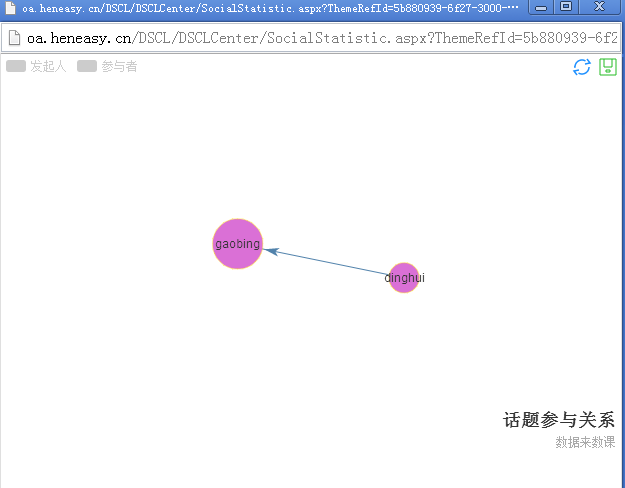 oa.heneasy.cn/DSCL/DSCLCenter/SocialStatistic.aspx?ThemeRefId=5b880939-6f27-3000-···
oa.heneasy.cn/DSCL/DSCLCenter/SocialStatistic.aspx?ThemeRefId=5b880939-6f2
发起人 参与者
gaobing
dinghui
话题参与关系
数据来数课